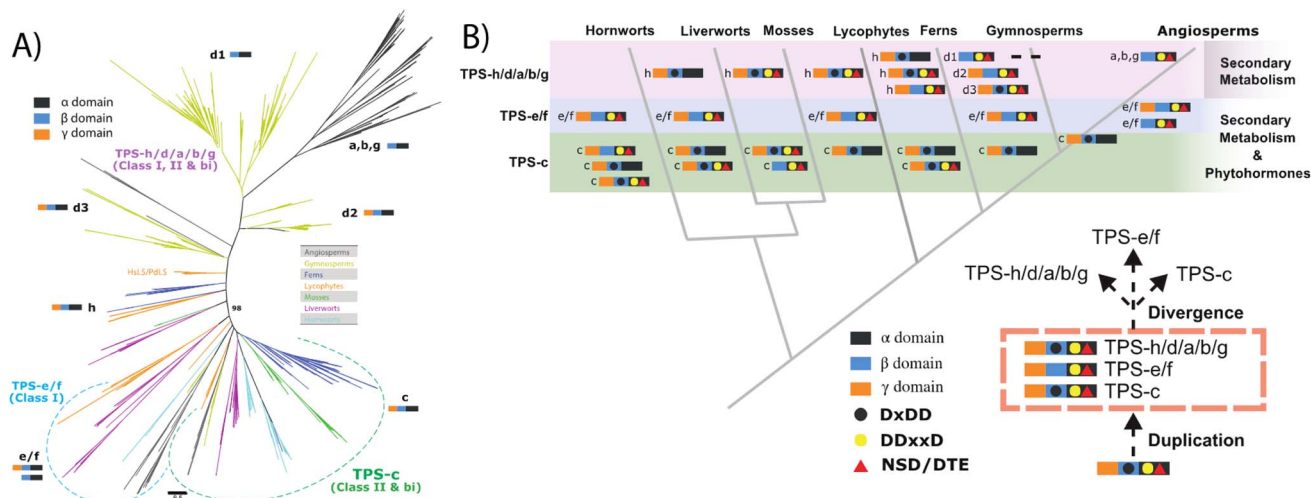 A)
d1
α domain
β domain
γ domain
a,b,g
TPS-h/d/a/b/g
(Class I, II & bi)
d3
d2
Angiosperms
Gymnosperms
Ferns
Lycophytes
Mosses
Liverworts
Hornworts
HsLS/PdLS
h
98
TPS-e/f
(Class I)
c
e/f
TPS-c
(Class II & bi)
0.5
B)
Hornworts Liverworts Mosses Lycophytes Ferns Gymnosperms Angiosperms
TPS-h/d/a/b/g
h h h h d1 a,b,g
h d2
h d3
Secondary
Metabolism
TPS-e/f
e/f e/f e/f e/f e/f
e/f
TPS-c
c c c c c c c
c c c c
c
Secondary
Metabolism
&
Phytohormones
TPS-e/f
TPS-h/d/a/b/g TPS-c
Divergence
α domain
β domain
γ domain
DxDD
DDxxD
NSD/DTE
TPS-h/d/a/b/g
TPS-e/f
TPS-c
Duplication